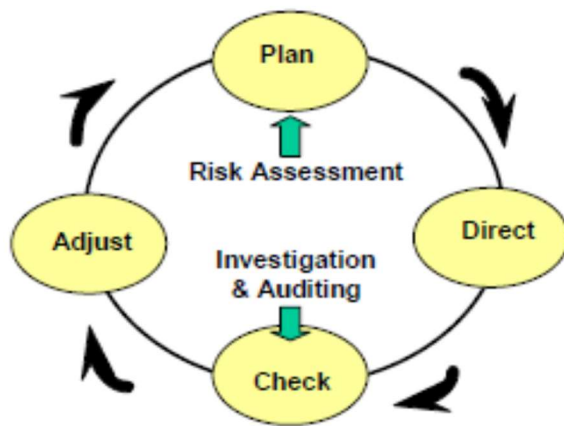 Plan
Risk Assessment
Adjust
Direct
Investigation
& Auditing
Check